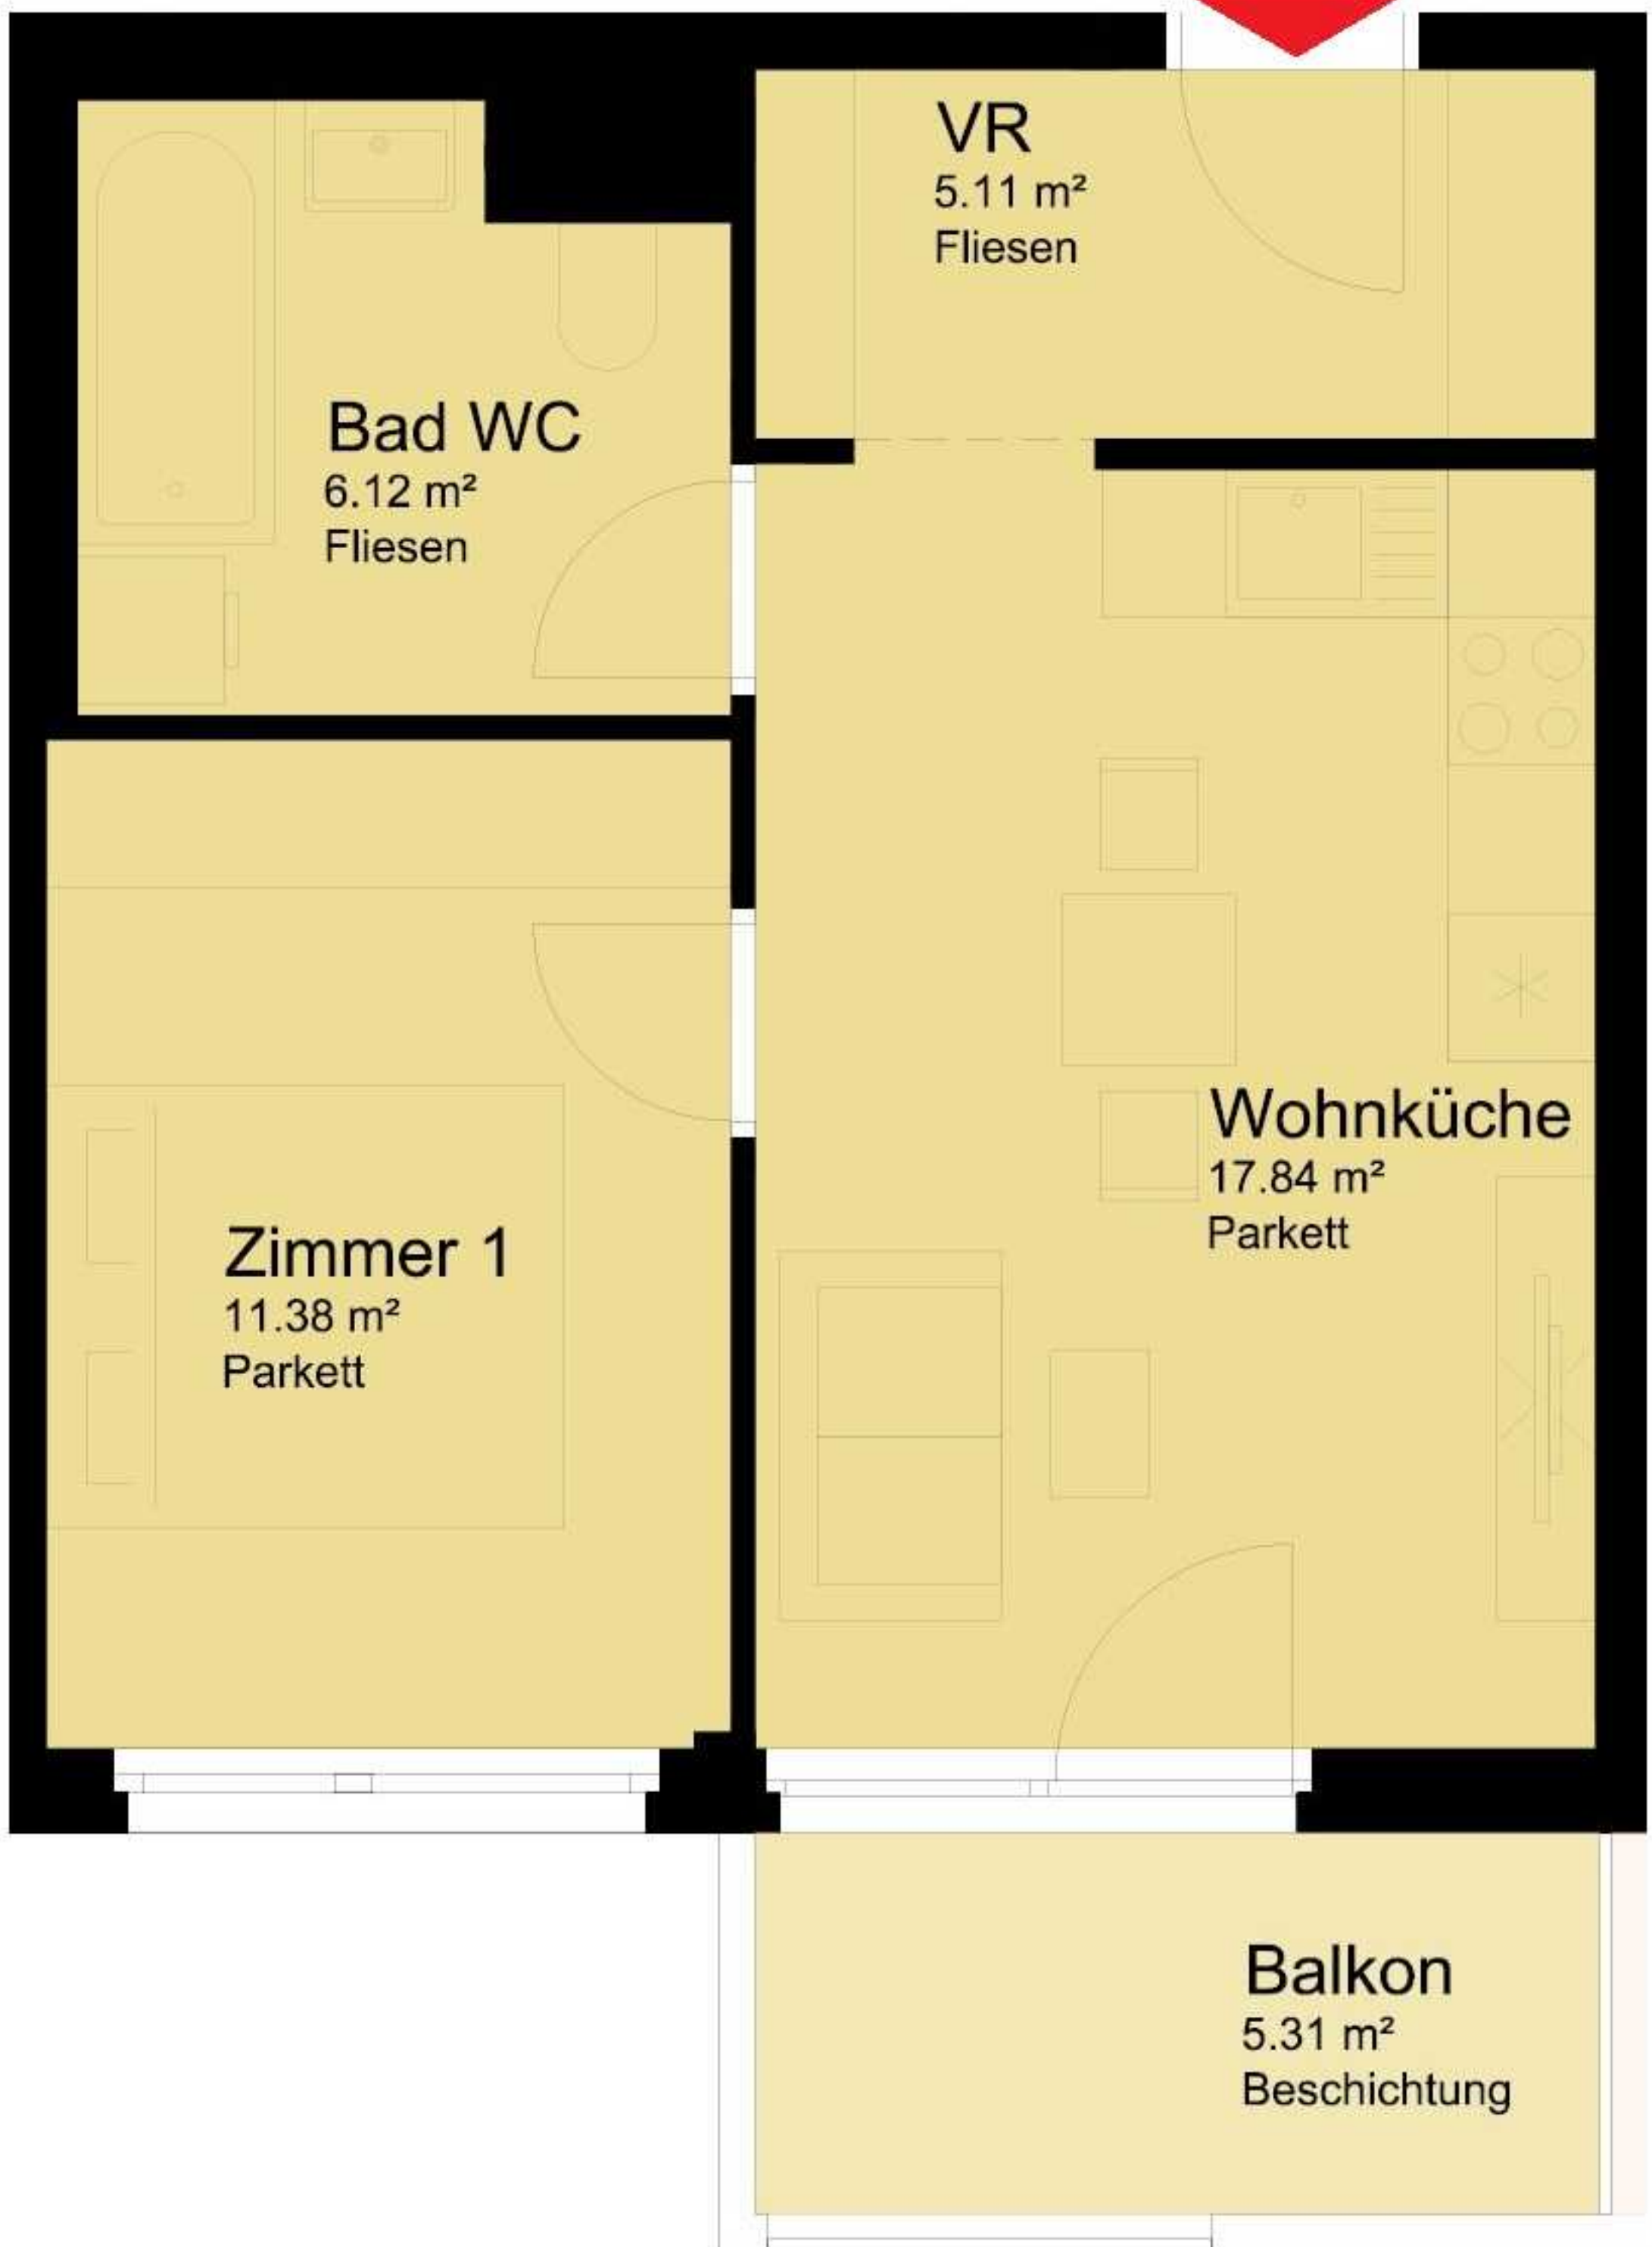 VR
5.11 m²
Fliesen
Bad WC
6.12 m²
Fliesen
Wohnküche
17.84 m²
Parkett
Zimmer 1
11.38 m²
Parkett
Balkon
5.31 m²
Beschichtung